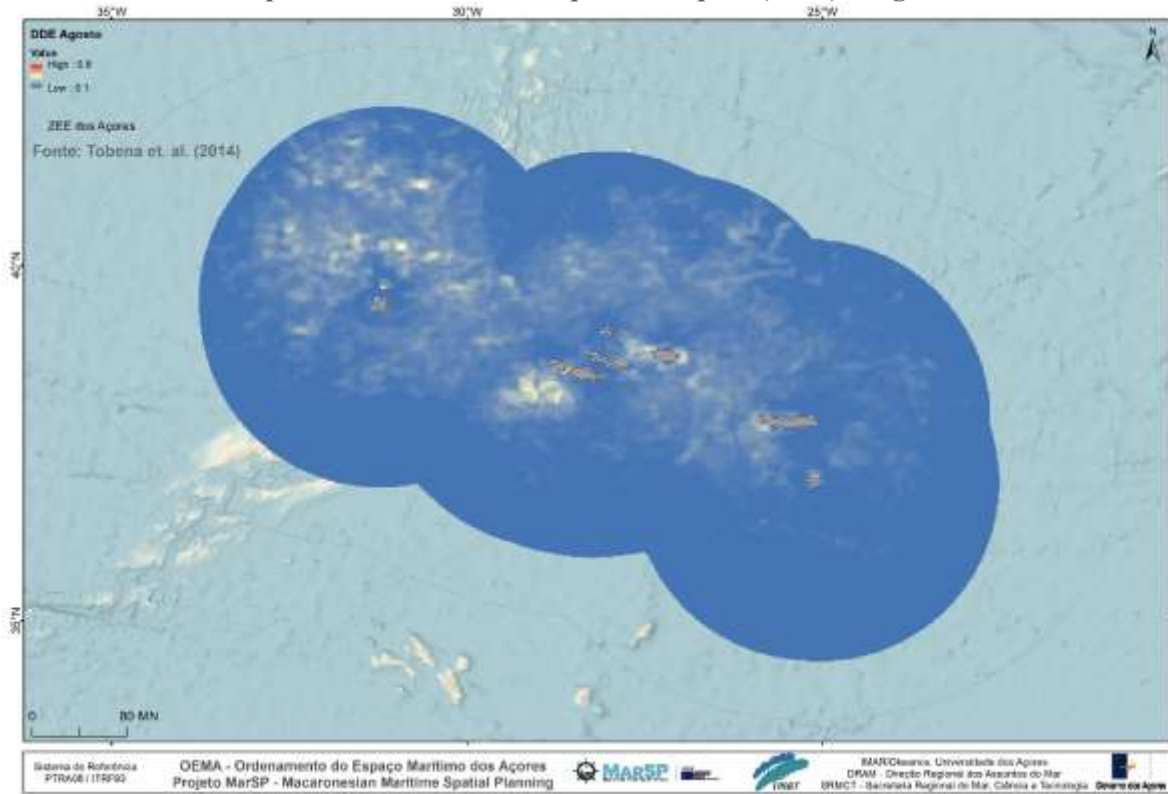 35°W 30°W 25°W
DDE Agosto
Value
High : 0.8
Low : 0.1
ZEE dos Açores
Fonte: Tobena et. al. (2014)
N
40°N
35°N
0 80 MN
Sistema de Referência
PTRA08 / ITRF93
OEMA - Ordenamento do Espaço Marítimo dos Açores
Projeto MarSP - Macaronesian Maritime Spatial Planning
MARSP
IMAR
IMAR/Okeanos, Universidade dos Açores
DRAM - Direção Regional dos Assuntos do Mar
SRMCT - Secretaria Regional do Mar, Ciência e Tecnologia
Governo dos Açores